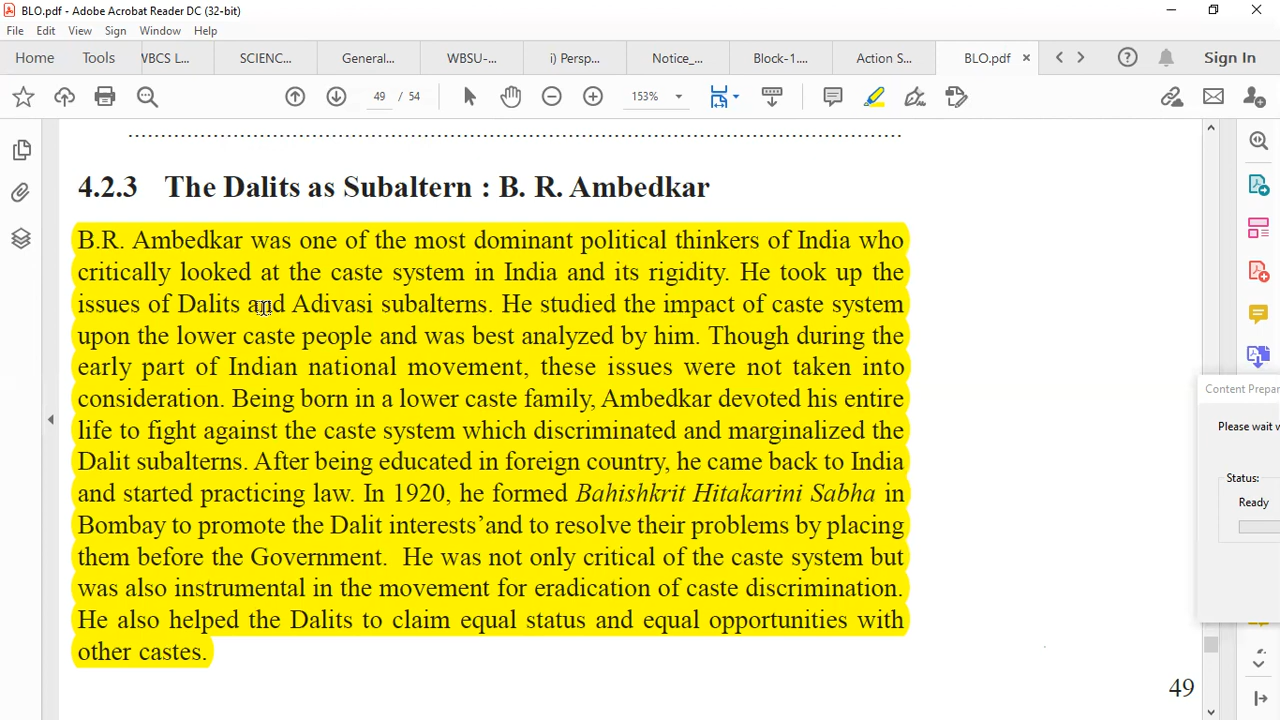 BLO.pdf - Adobe Acrobat Reader DC (32-bit)
File Edit View Sign Window Help
Home Tools VBCS L... SCIENC... General... WBSU-... i) Persp... Notice_... Block-1.... Action S... BLO.pdf × Sign In
49 / 54 153%
4.2.3 The Dalits as Subaltern : B. R. Ambedkar
B.R. Ambedkar was one of the most dominant political thinkers of India who
critically looked at the caste system in India and its rigidity. He took up the
issues of Dalits and Adivasi subalterns. He studied the impact of caste system
upon the lower caste people and was best analyzed by him. Though during the
early part of Indian national movement, these issues were not taken into
consideration. Being born in a lower caste family, Ambedkar devoted his entire
life to fight against the caste system which discriminated and marginalized the
Dalit subalterns. After being educated in foreign country, he came back to India
and started practicing law. In 1920, he formed Bahishkrit Hitakarini Sabha in
Bombay to promote the Dalit interests’and to resolve their problems by placing
them before the Government. He was not only critical of the caste system but
was also instrumental in the movement for eradication of caste discrimination.
He also helped the Dalits to claim equal status and equal opportunities with
other castes.
49
Content Prepar
Please wait w
Status:
Ready